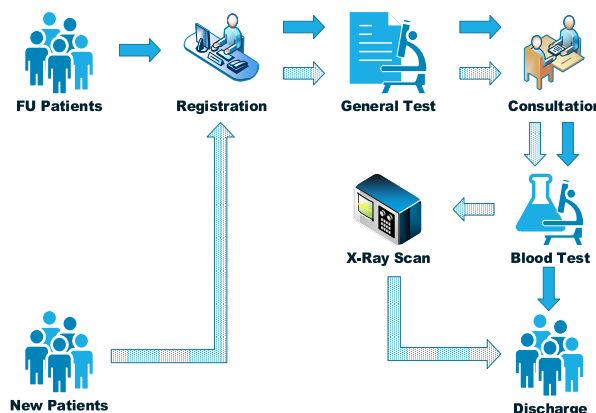 FU Patients
Registration
General Test
Consultation
X-Ray Scan
Blood Test
New Patients
Discharge